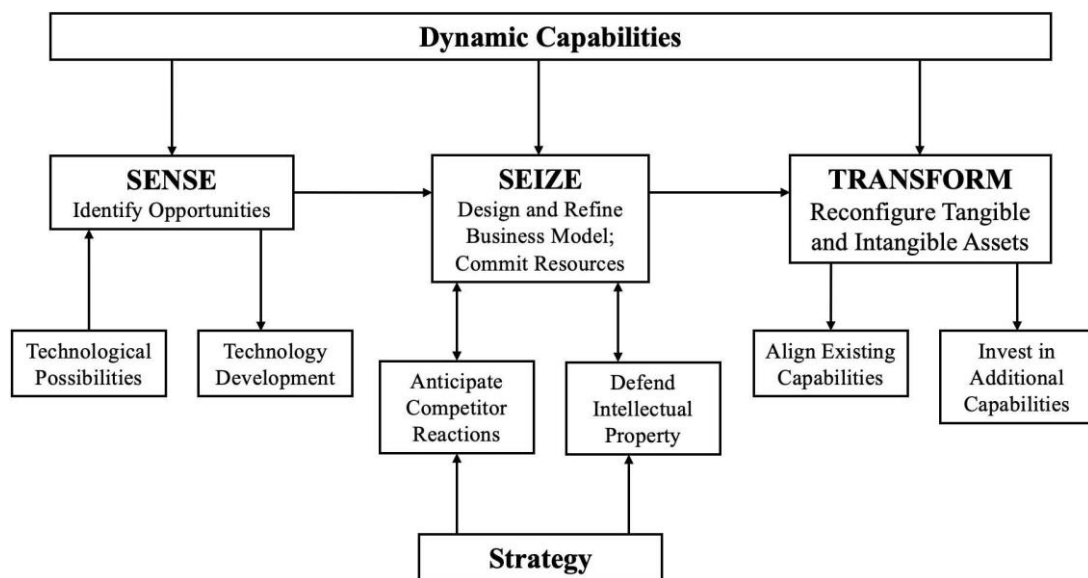 Dynamic Capabilities
SENSE
Identify Opportunities
SEIZE
Design and Refine
Business Model;
Commit Resources
TRANSFORM
Reconfigure Tangible
and Intangible Assets
Technological
Possibilities
Technology
Development
Anticipate
Competitor
Reactions
Defend
Intellectual
Property
Align Existing
Capabilities
Invest in
Additional
Capabilities
Strategy